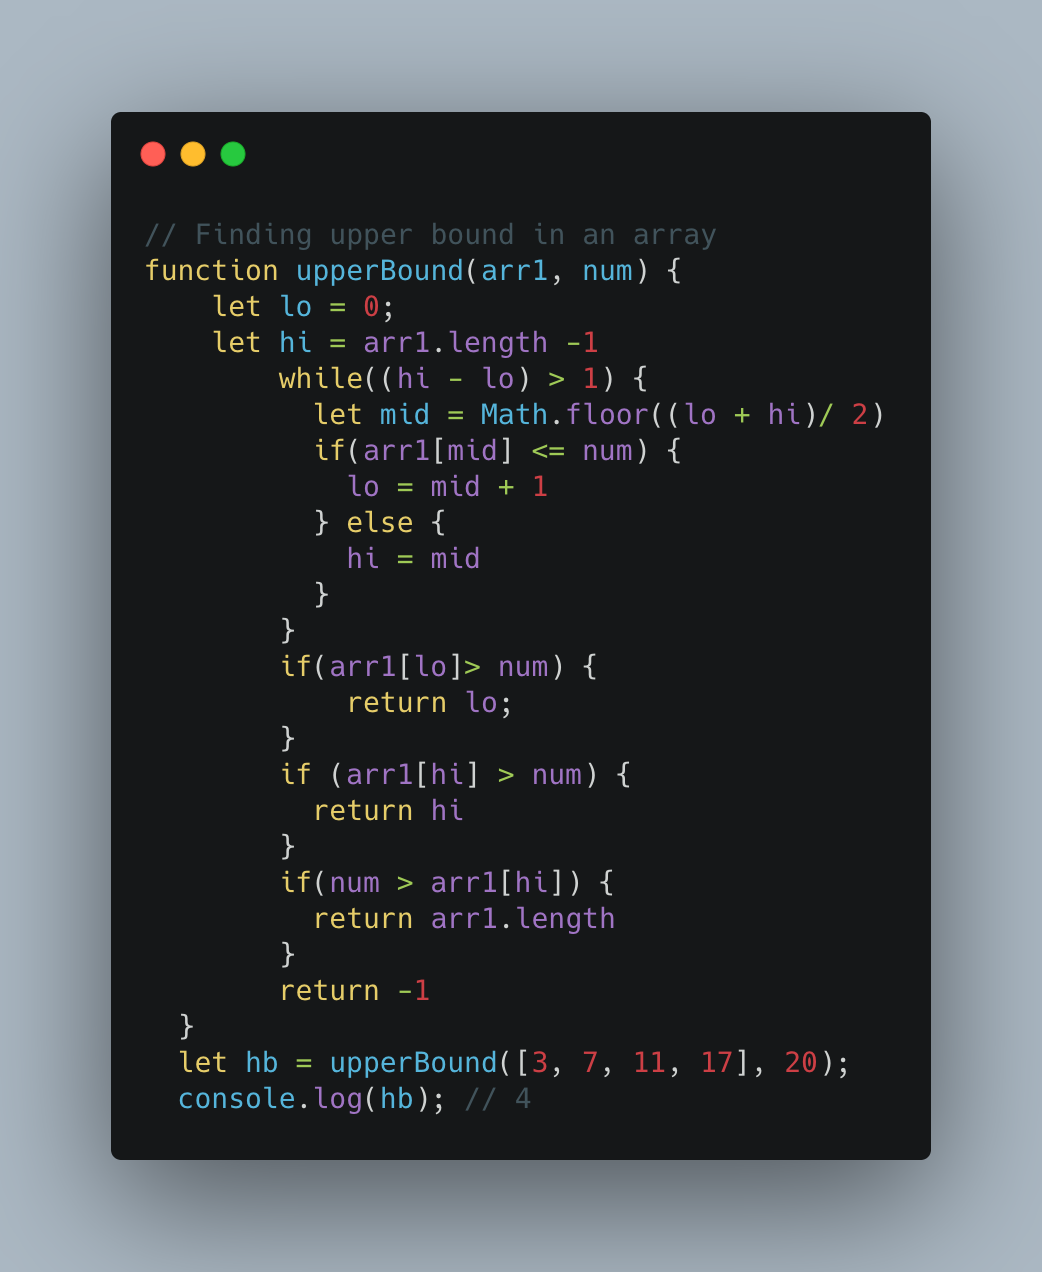 // Finding upper bound in an array
function upperBound(arr1, num) {
    let lo = 0;
    let hi = arr1.length -1
        while((hi - lo) > 1) {
          let mid = Math.floor((lo + hi)/ 2)
          if(arr1[mid] <= num) {
            lo = mid + 1
          } else {
            hi = mid
          }
        }
        if(arr1[lo]> num) {
            return lo;
        }
        if (arr1[hi] > num) {
          return hi
        }
        if(num > arr1[hi]) {
          return arr1.length
        }
        return -1
  }
  let hb = upperBound([3, 7, 11, 17], 20);
  console.log(hb); // 4